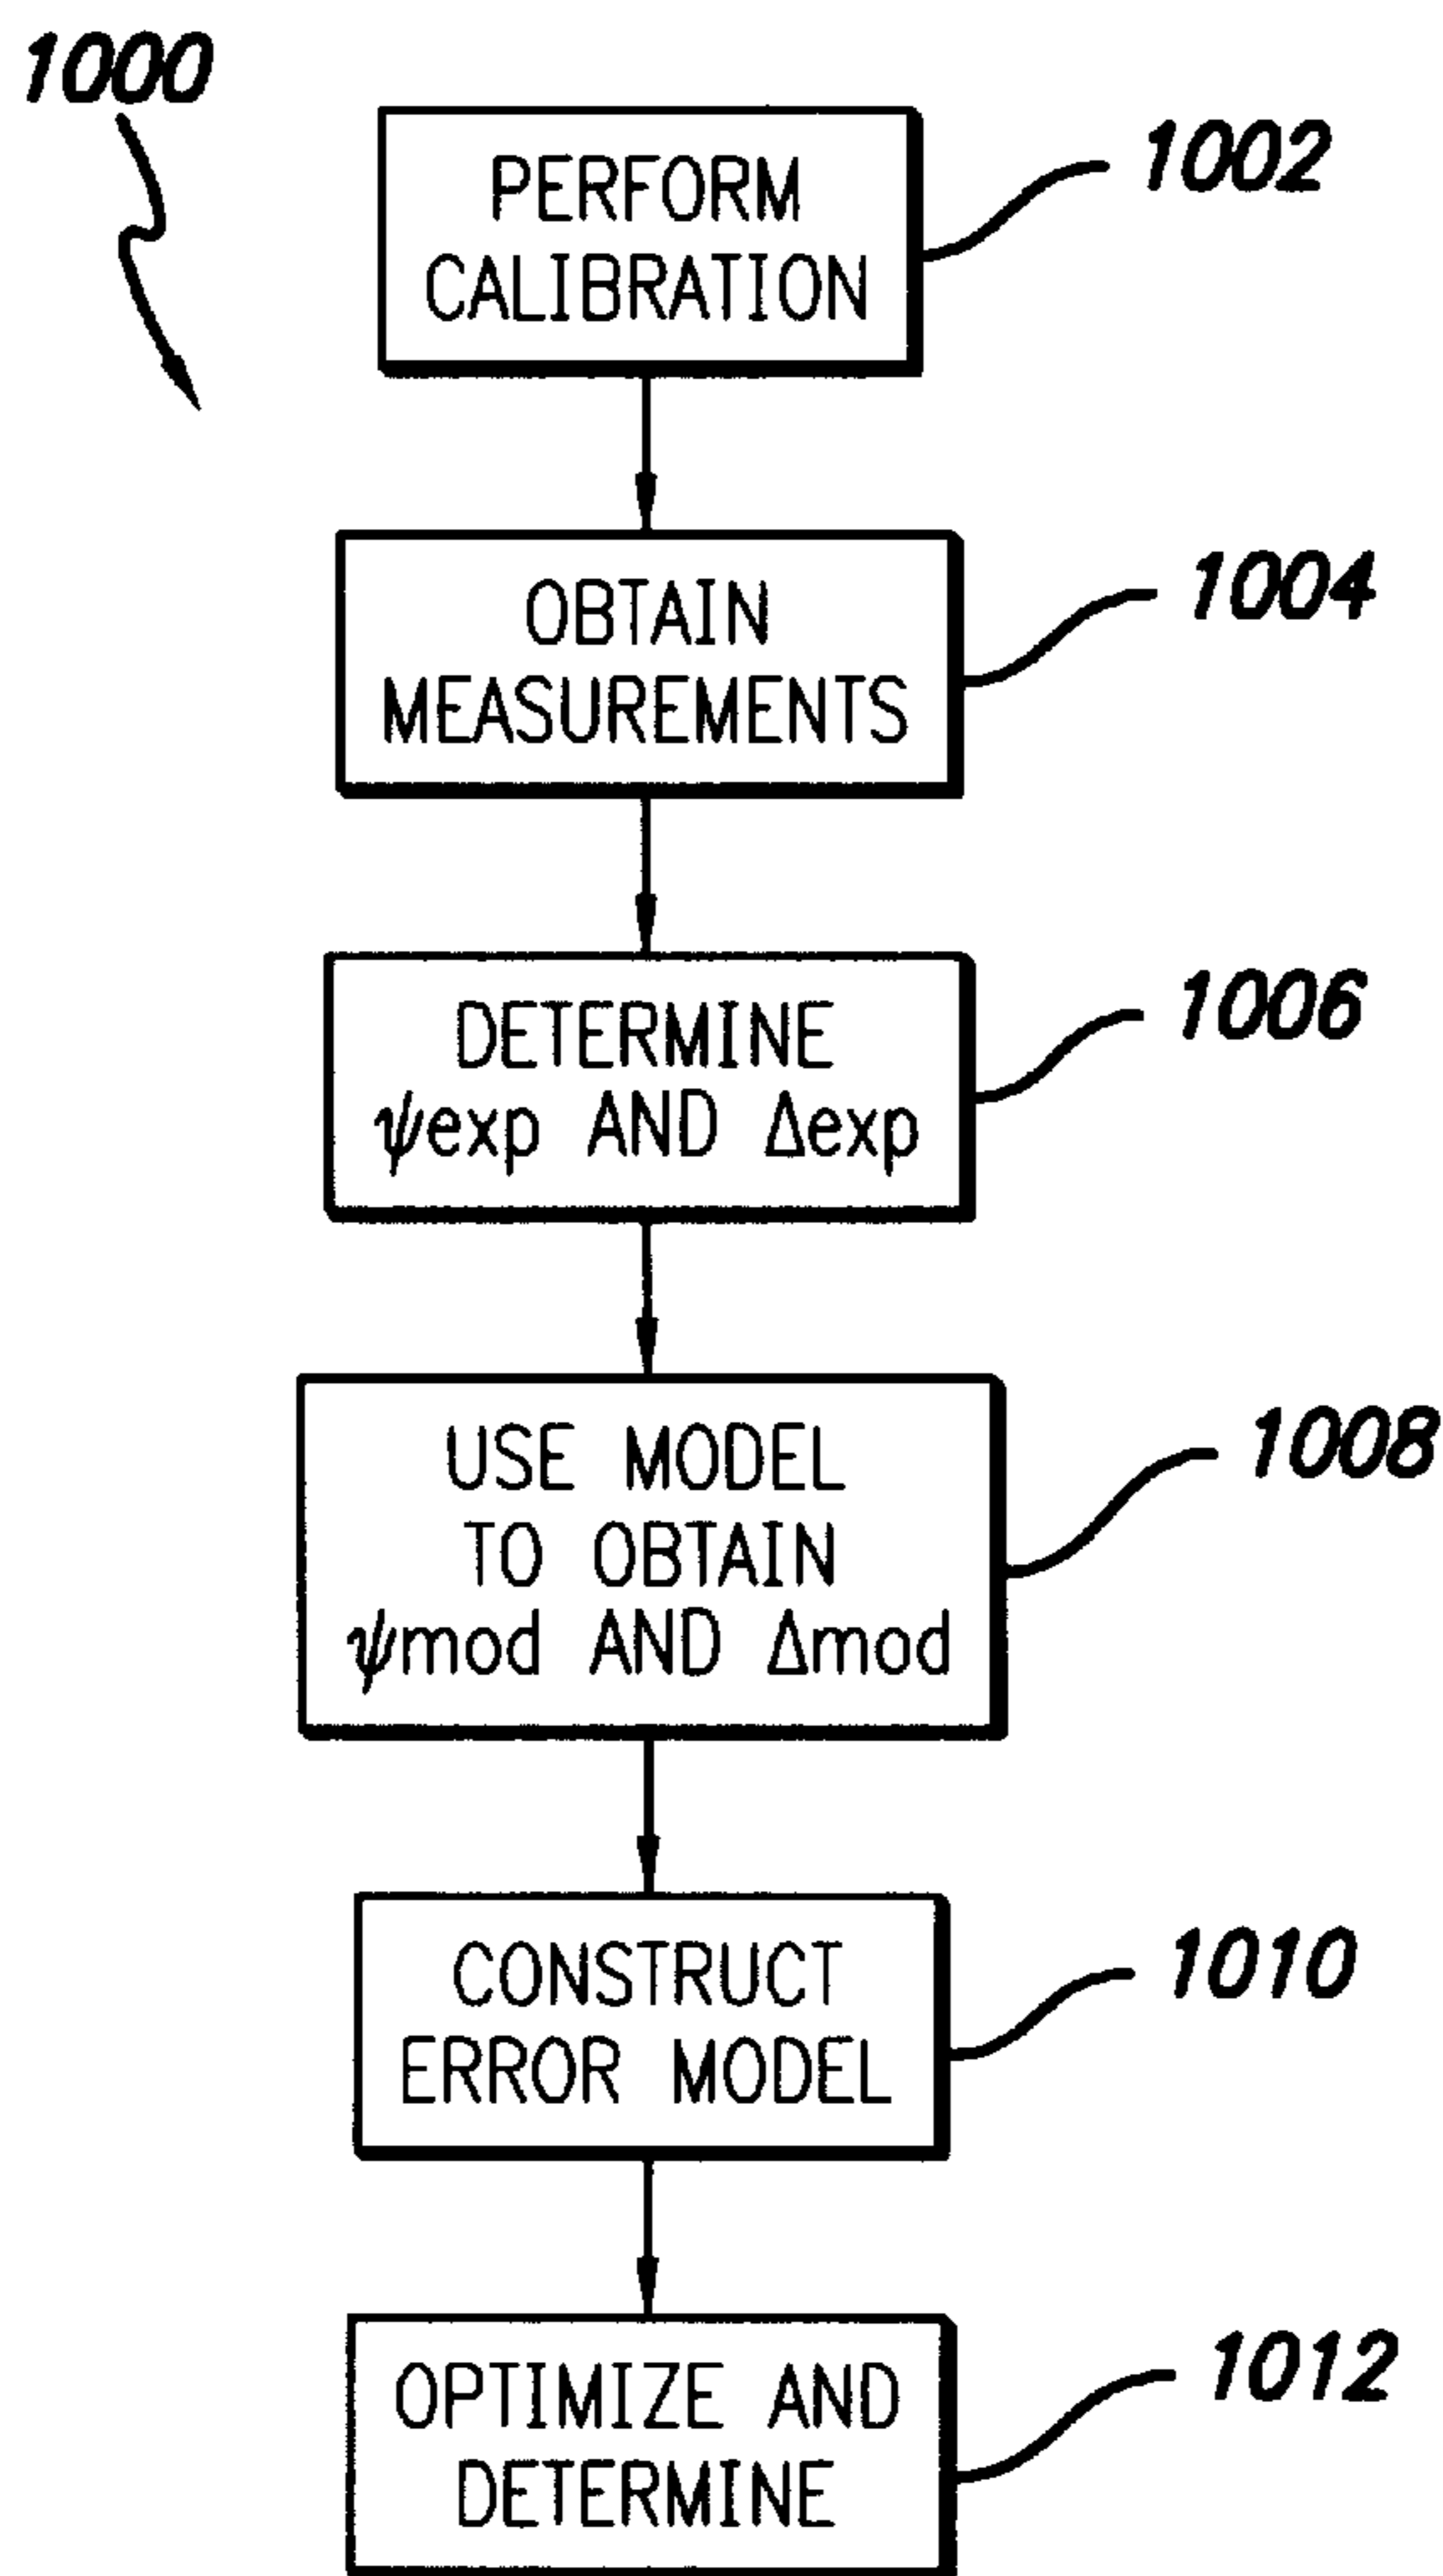 1000
PERFORM
CALIBRATION
1002
OBTAIN
MEASUREMENTS
1004
DETERMINE
ψexp AND Δexp
1006
USE MODEL
TO OBTAIN
ψmod AND Δmod
1008
CONSTRUCT
ERROR MODEL
1010
OPTIMIZE AND
DETERMINE
1012